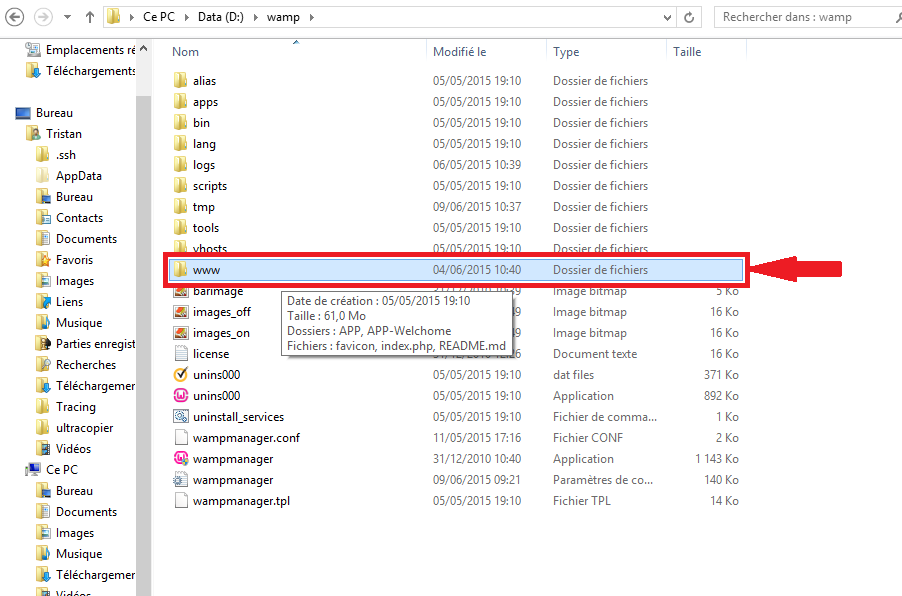 Ce PC Data (D:) wamp
Rechercher dans : wamp
Emplacements ré
Téléchargements
Bureau
Tristan
.ssh
AppData
Bureau
Contacts
Documents
Favoris
Images
Liens
Musique
Parties enregist
Recherches
Téléchargemer
Tracing
ultracopier
Vidéos
Ce PC
Bureau
Documents
Images
Musique
Téléchargemer
Vidéos
Nom Modifié le Type Taille
alias 05/05/2015 19:10 Dossier de fichiers
apps 05/05/2015 19:10 Dossier de fichiers
bin 05/05/2015 19:10 Dossier de fichiers
lang 05/05/2015 19:10 Dossier de fichiers
logs 06/05/2015 10:39 Dossier de fichiers
scripts 05/05/2015 19:10 Dossier de fichiers
tmp 09/06/2015 10:37 Dossier de fichiers
tools 05/05/2015 19:10 Dossier de fichiers
vhosts 05/05/2015 19:10 Dossier de fichiers
www 04/06/2015 10:40 Dossier de fichiers
barimage 31/12/2010 10:39 Image bitmap 5 Ko
images_off Image bitmap 16 Ko
images_on Image bitmap 16 Ko
license Document texte 16 Ko
Date de création : 05/05/2015 19:10
Taille : 61,0 Mo
Dossiers : APP, APP-Welchome
Fichiers : favicon, index.php, README.md
unins000 05/05/2015 19:10 dat files 371 Ko
unins000 05/05/2015 19:10 Application 892 Ko
uninstall_services 05/05/2015 19:10 Fichier de comma... 1 Ko
wampmanager.conf 11/05/2015 17:16 Fichier CONF 2 Ko
wampmanager 31/12/2010 10:40 Application 1 143 Ko
wampmanager 09/06/2015 09:21 Paramètres de co... 140 Ko
wampmanager.tpl 05/05/2015 19:10 Fichier TPL 14 Ko